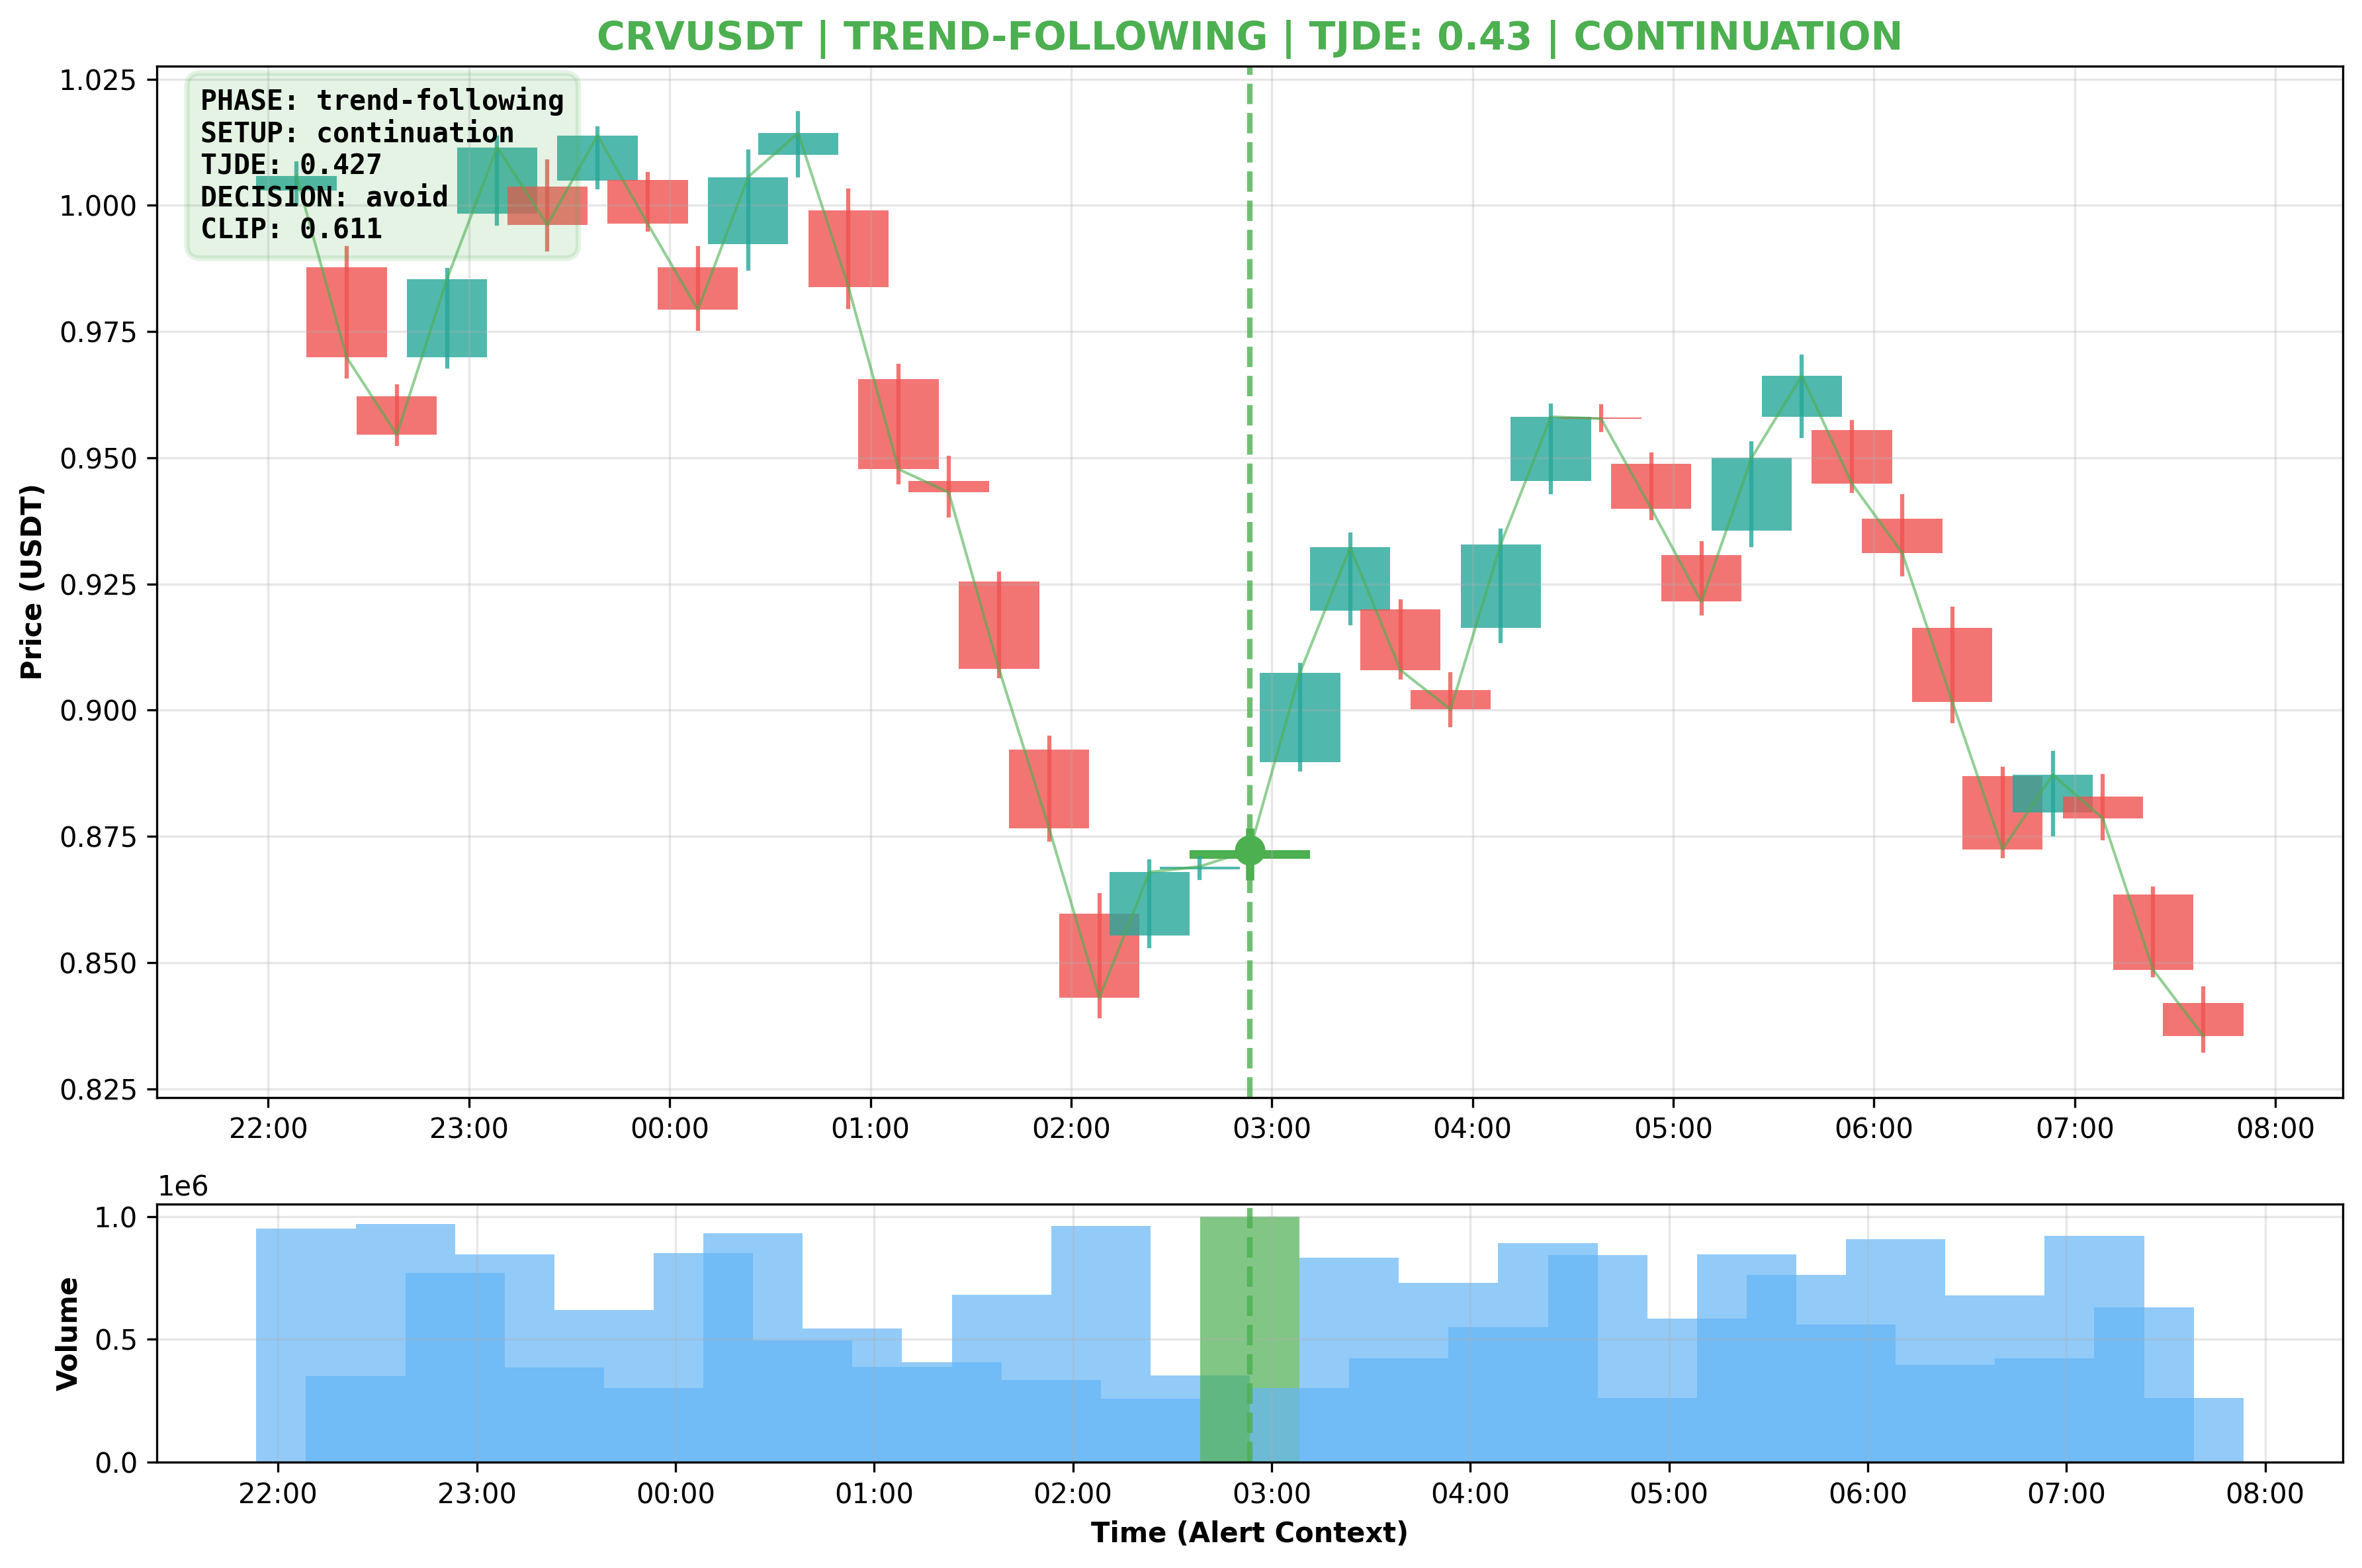 CRVUSDT | TREND-FOLLOWING | TJDE: 0.43 | CONTINUATION
PHASE: trend-following
SETUP: continuation
TJDE: 0.427
DECISION: avoid
CLIP: 0.611
Price (USDT)
1.025
1.000
0.975
0.950
0.925
0.900
0.875
0.850
0.825
22:00 23:00 00:00 01:00 02:00 03:00 04:00 05:00 06:00 07:00 08:00
1e6
Volume
1.0
0.5
0.0
22:00 23:00 00:00 01:00 02:00 03:00 04:00 05:00 06:00 07:00 08:00
Time (Alert Context)